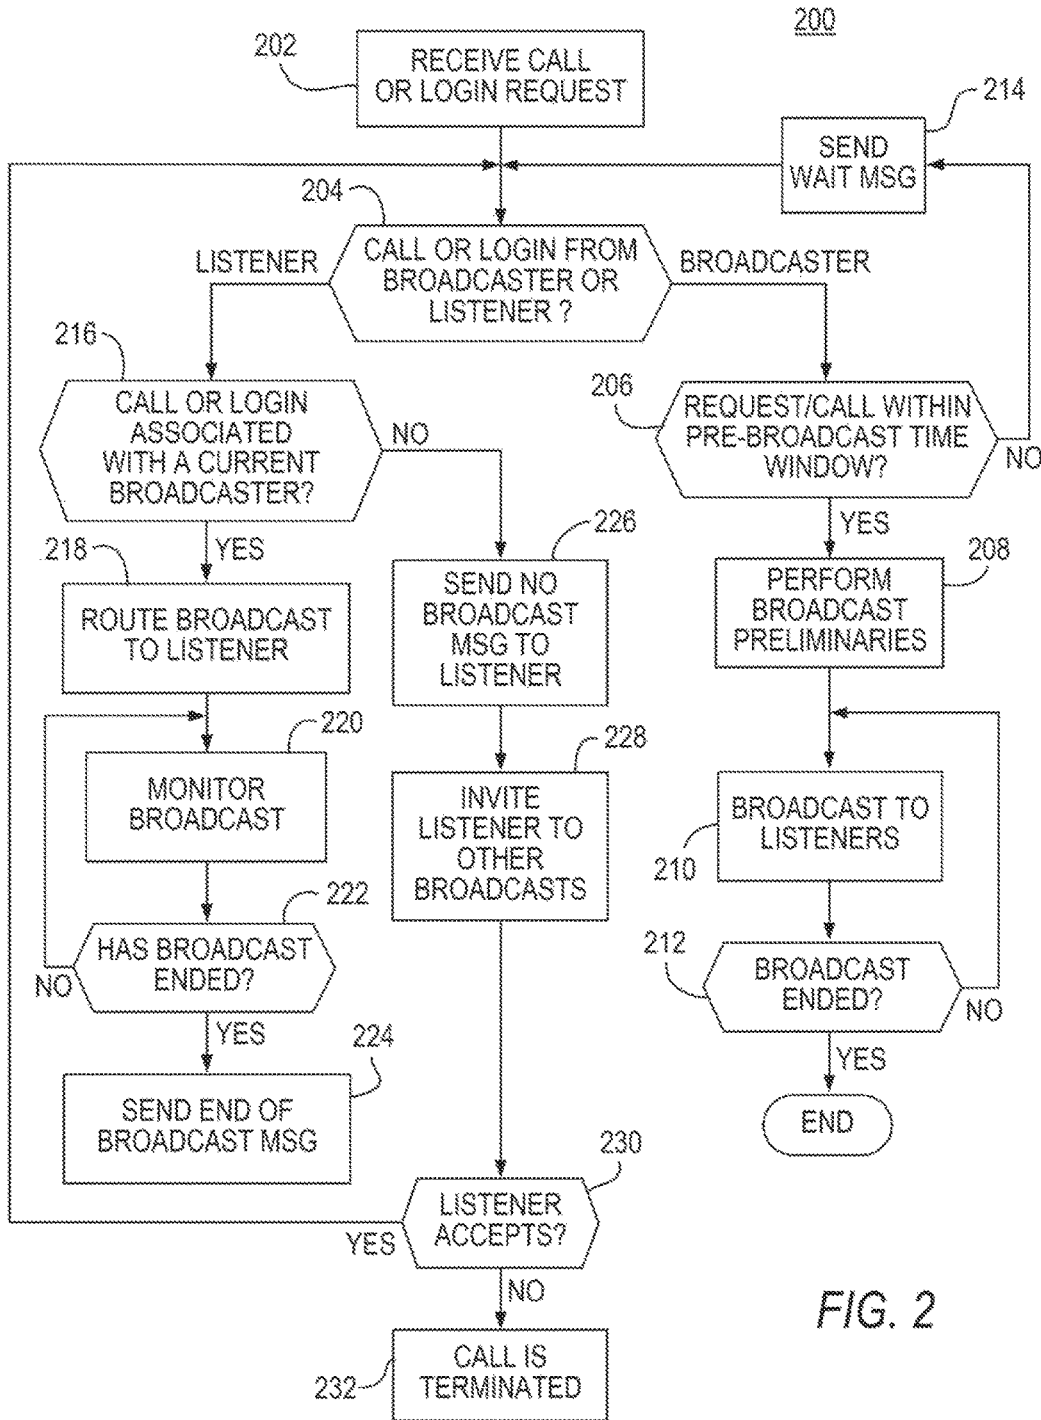 200
202
RECEIVE CALL
OR LOGIN REQUEST
214
SEND
WAIT MSG
204
CALL OR LOGIN FROM
BROADCASTER OR
LISTENER ?
LISTENER
BROADCASTER
216
CALL OR LOGIN
ASSOCIATED
WITH A CURRENT
BROADCASTER?
NO
YES
206
REQUEST/CALL WITHIN
PRE-BROADCAST TIME
WINDOW?
NO
YES
218
ROUTE BROADCAST
TO LISTENER
226
SEND NO
BROADCAST
MSG TO
LISTENER
208
PERFORM
BROADCAST
PRELIMINARIES
220
MONITOR
BROADCAST
228
INVITE
LISTENER TO
OTHER
BROADCASTS
BROADCAST TO
LISTENERS
210
222
HAS BROADCAST
ENDED?
NO
YES
212
BROADCAST
ENDED?
NO
YES
224
SEND END OF
BROADCAST MSG
END
230
LISTENER
ACCEPTS?
YES
NO
232
CALL IS
TERMINATED
FIG. 2